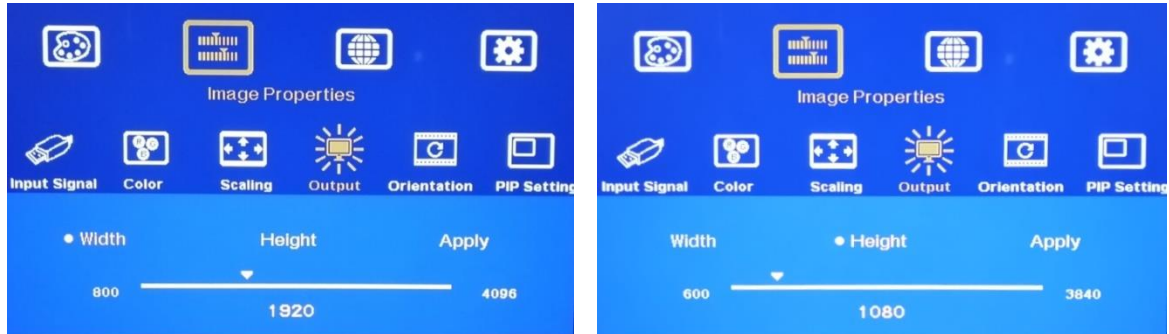 Image Properties
Input Signal Color Scaling Output Orientation PIP Setting
• Width Height Apply
800 4096
1920
Image Properties
Input Signal Color Scaling Output Orientation PIP Setting
Width • Height Apply
600 3840
1080